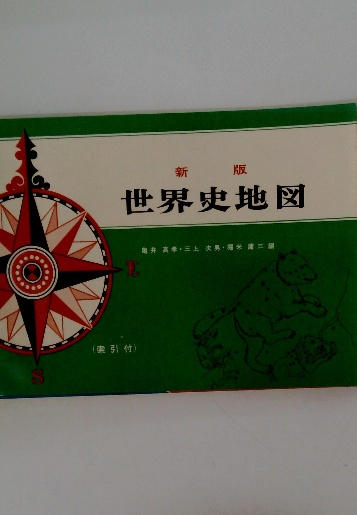 新 版
世界史地図
亀井 高孝・三上 次男・堀米 庸三 編
(索引付)
E
S